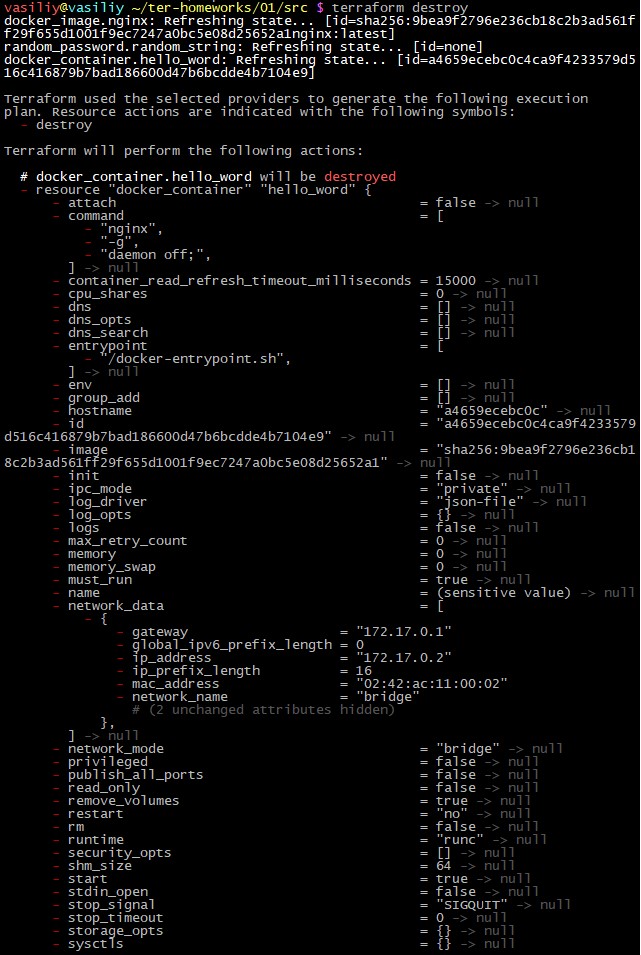 vasiliy@vasiliy ~/ter-homeworks/01/src $ terraform destroy
docker_image.nginx: Refreshing state... [id=sha256:9bea9f2796e236cb18c2b3ad561f
f29f655d1001f9ec7247a0bc5e08d25652a1nginx:latest]
random_password.random_string: Refreshing state... [id=none]
docker_container.hello_word: Refreshing state... [id=a4659ecebc0c4ca9f4233579d5
16c416879b7bad186600d47b6bcdde4b7104e9]
Terraform used the selected providers to generate the following execution
plan. Resource actions are indicated with the following symbols:
- destroy
Terraform will perform the following actions:
# docker_container.hello_word will be destroyed
- resource "docker_container" "hello_word" {
- attach = false -> null
- command = [
- "nginx",
- "-g",
- "daemon off;",
] -> null
- container_read_refresh_timeout_milliseconds = 15000 -> null
- cpu_shares = 0 -> null
- dns = [] -> null
- dns_opts = [] -> null
- dns_search = [] -> null
- entrypoint = [
- "/docker-entrypoint.sh",
] -> null
- env = [] -> null
- group_add = [] -> null
- hostname = "a4659ecebc0c" -> null
- id = "a4659ecebc0c4ca9f4233579
d516c416879b7bad186600d47b6bcdde4b7104e9" -> null
- image = "sha256:9bea9f2796e236cb1
8c2b3ad561ff29f655d1001f9ec7247a0bc5e08d25652a1" -> null
- init = false -> null
- ipc_mode = "private" -> null
- log_driver = "json-file" -> null
- log_opts = {} -> null
- logs = false -> null
- max_retry_count = 0 -> null
- memory = 0 -> null
- memory_swap = 0 -> null
- must_run = true -> null
- name = (sensitive value) -> null
- network_data = [
- {
- gateway = "172.17.0.1"
- global_ipv6_prefix_length = 0
- ip_address = "172.17.0.2"
- ip_prefix_length = 16
- mac_address = "02:42:ac:11:00:02"
- network_name = "bridge"
# (2 unchanged attributes hidden)
},
] -> null
- network_mode = "bridge" -> null
- privileged = false -> null
- publish_all_ports = false -> null
- read_only = false -> null
- remove_volumes = true -> null
- restart = "no" -> null
- rm = false -> null
- runtime = "runc" -> null
- security_opts = [] -> null
- shm_size = 64 -> null
- start = true -> null
- stdin_open = false -> null
- stop_signal = "SIGQUIT" -> null
- stop_timeout = 0 -> null
- storage_opts = {} -> null
- sysctls = {} -> null